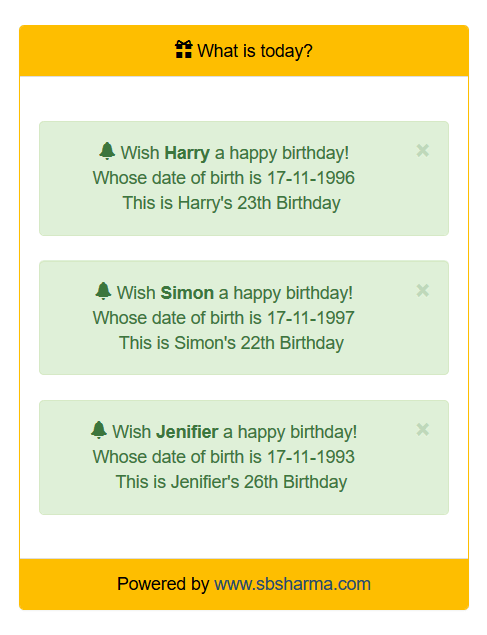 What is today?
Wish Harry a happy birthday! ×
Whose date of birth is 17-11-1996
This is Harry's 23th Birthday
Wish Simon a happy birthday! ×
Whose date of birth is 17-11-1997
This is Simon's 22th Birthday
Wish Jenifier a happy birthday! ×
Whose date of birth is 17-11-1993
This is Jenifier's 26th Birthday
Powered by www.sbsharma.com